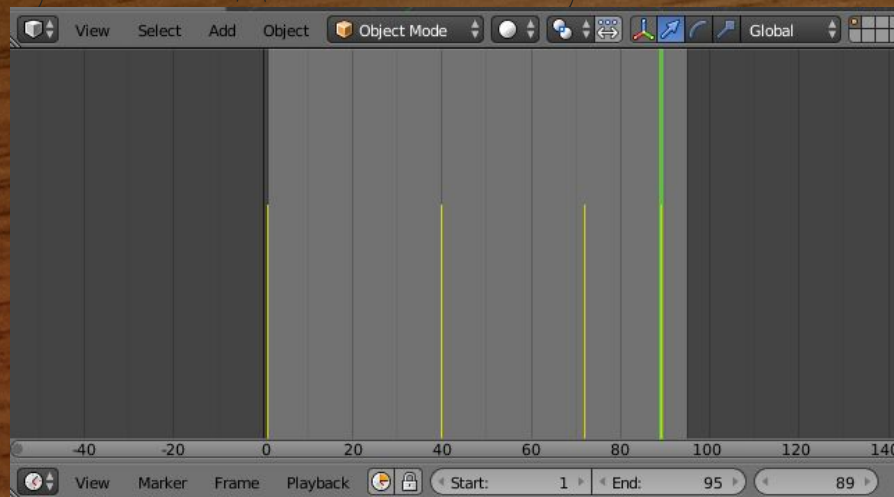 View Select Add Object Object Mode Global
-40 -20 0 20 40 60 80 100 120 140
View Marker Frame Playback Start: 1 End: 95 89